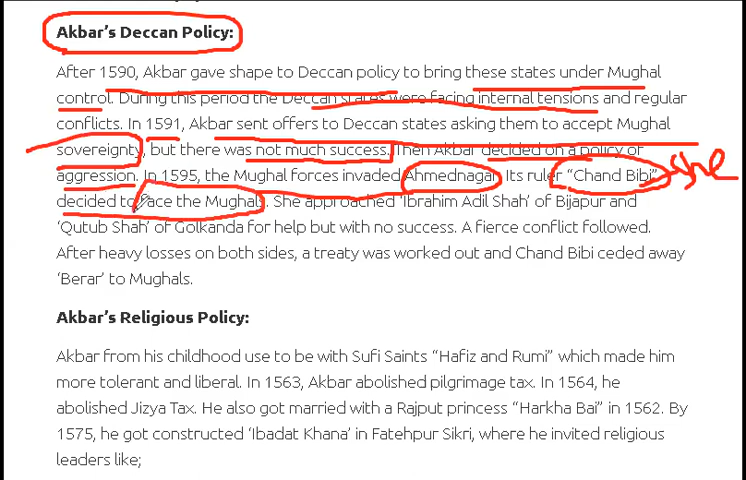 Akbar's Deccan Policy:
After 1590, Akbar gave shape to Deccan policy to bring these states under Mughal
control. During this period the Deccan states were facing internal tensions and regular
conflicts. In 1591, Akbar sent offers to Deccan states asking them to accept Mughal
sovereignty, but there was not much success. Then Akbar decided on a policy of
aggression. In 1595, the Mughal forces invaded Ahmednagar. Its ruler “Chand Bibi” she
decided to face the Mughals. She approached ‘Ibrahim Adil Shah’ of Bijapur and
‘Qutub Shah’ of Golkanda for help but with no success. A fierce conflict followed.
After heavy losses on both sides, a treaty was worked out and Chand Bibi ceded away
‘Berar’ to Mughals.
Akbar's Religious Policy:
Akbar from his childhood use to be with Sufi Saints “Hafiz and Rumi” which made him
more tolerant and liberal. In 1563, Akbar abolished pilgrimage tax. In 1564, he
abolished Jizya Tax. He also got married with a Rajput princess “Harkha Bai” in 1562. By
1575, he got constructed ‘Ibadat Khana’ in Fatehpur Sikri, where he invited religious
leaders like;